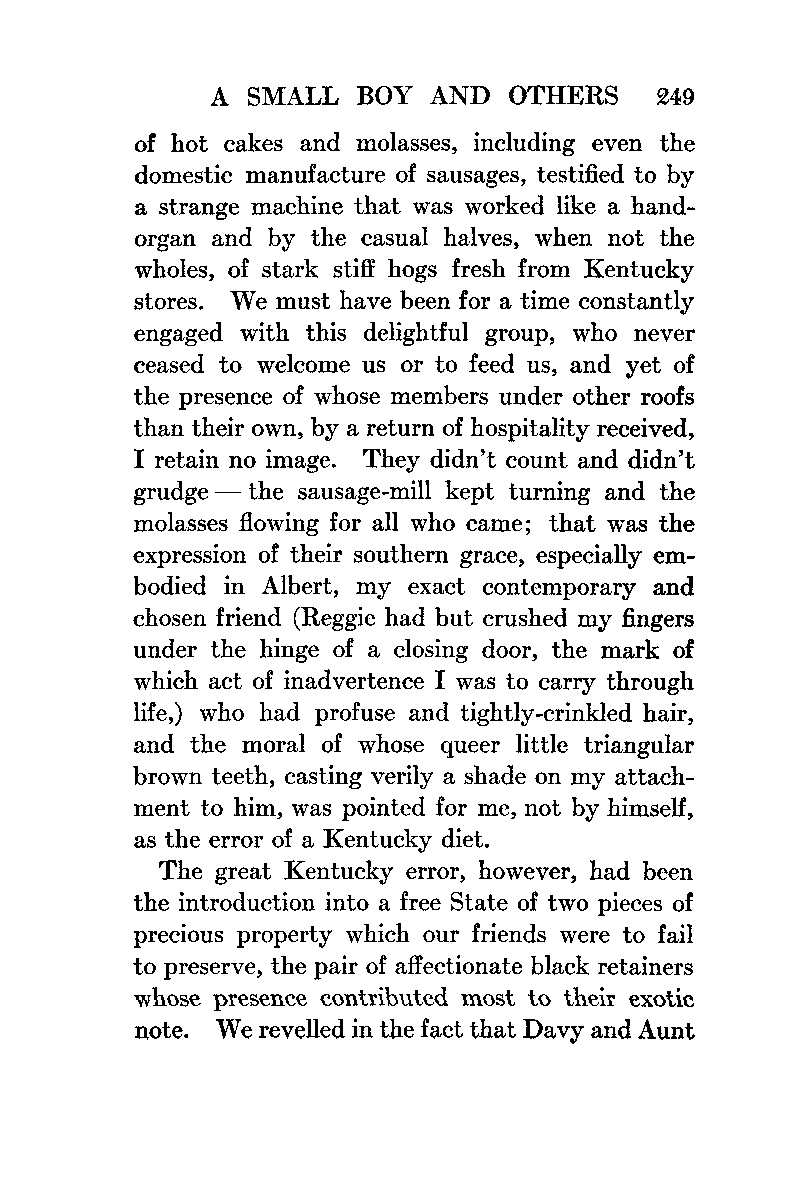 A SMALL BOY AND OTHERS 249
of hot cakes and molasses, including even the
domestic manufacture of sausages, testified to by
a strange machine that was worked like a hand-
organ and by the casual halves, when not the
wholes, of stark stiff hogs fresh from Kentucky
stores. We must have been for a time constantly
engaged with this delightful group, who never
ceased to welcome us or to feed us, and yet of
the presence of whose members under other roofs
than their own, by a return of hospitality received,
I retain no image. They didn't count and didn't
grudge — the sausage-mill kept turning and the
molasses flowing for all who came; that was the
expression of their southern grace, especially em-
bodied in Albert, my exact contemporary and
chosen friend (Reggie had but crushed my fingers
under the hinge of a closing door, the mark of
which act of inadvertence I was to carry through
life,) who had profuse and tightly-crinkled hair,
and the moral of whose queer little triangular
brown teeth, casting verily a shade on my attach-
ment to him, was pointed for me, not by himself,
as the error of a Kentucky diet.
The great Kentucky error, however, had been
the introduction into a free State of two pieces of
precious property which our friends were to fail
to preserve, the pair of affectionate black retainers
whose presence contributed most to their exotic
note. We revelled in the fact that Davy and Aunt